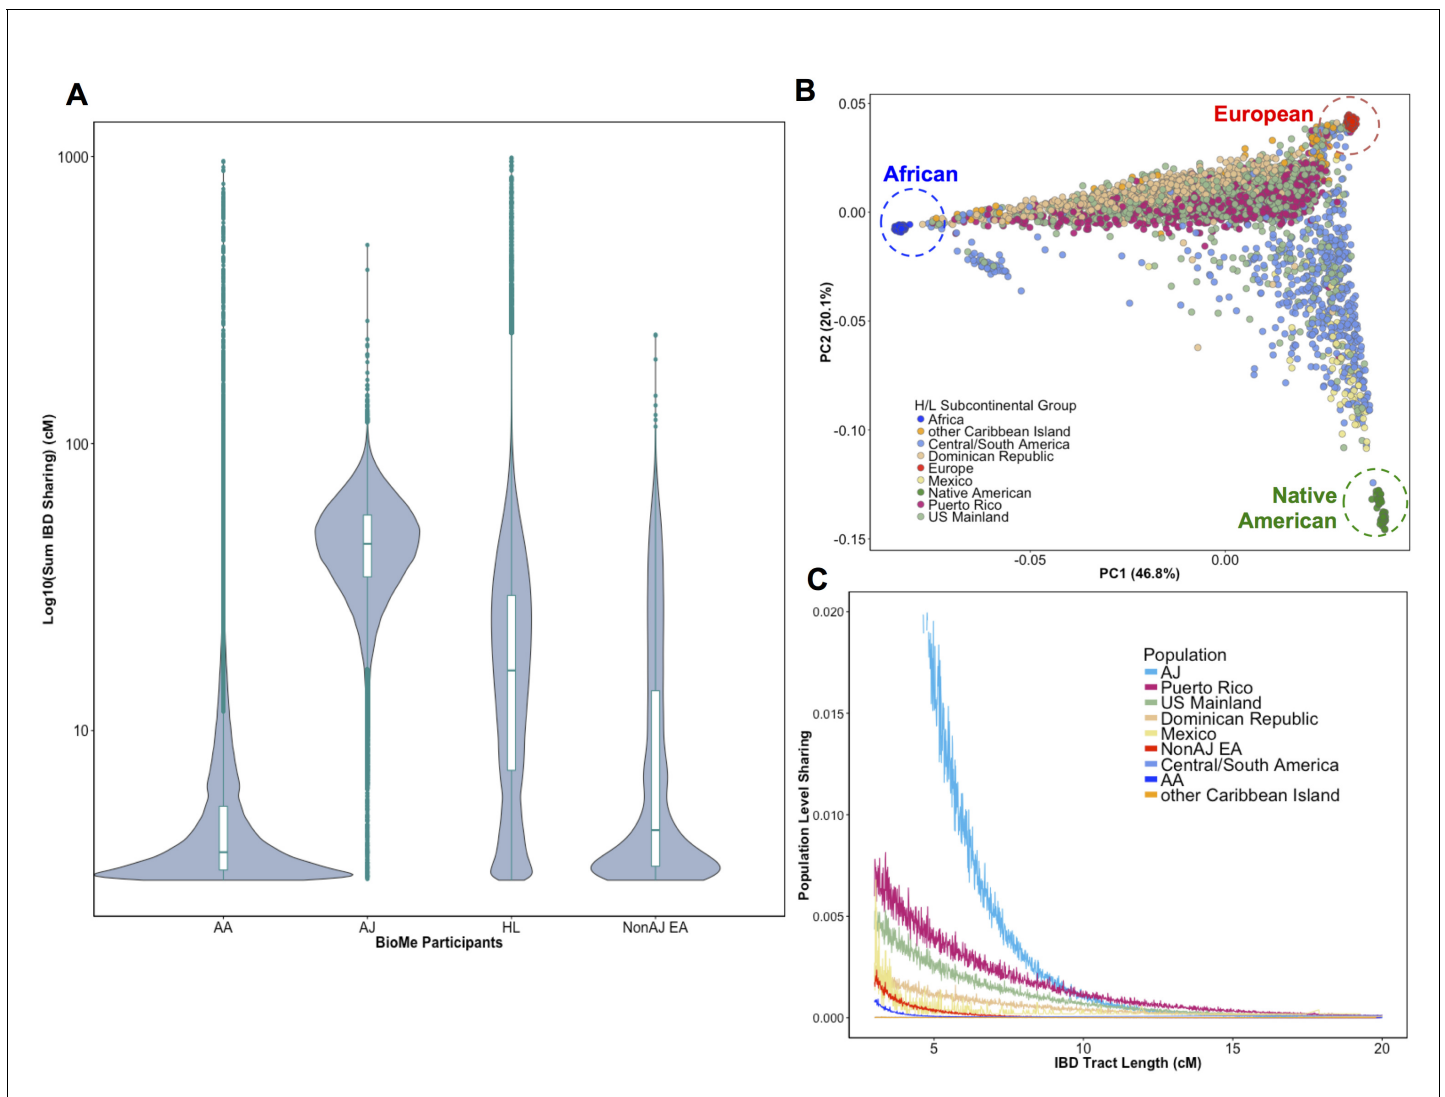 A
1000
100
10
Log10(Sum IBD Sharing) (cM)
AA
AJ
HL
NonAJ EA
BioMe Participants
B
0.05
0.00
-0.05
-0.10
-0.15
PC2 (20.1%)
European
African
H/L Subcontinental Group
Africa
other Caribbean Island
Central/South America
Dominican Republic
Europe
Mexico
Native American
Puerto Rico
US Mainland
Native
American
-0.05
0.00
PC1 (46.8%)
C
0.020
0.015
0.010
0.005
0.000
Population Level Sharing
Population
AJ
Puerto Rico
US Mainland
Dominican Republic
Mexico
NonAJ EA
Central/South America
AA
other Caribbean Island
5
10
15
20
IBD Tract Length (cM)